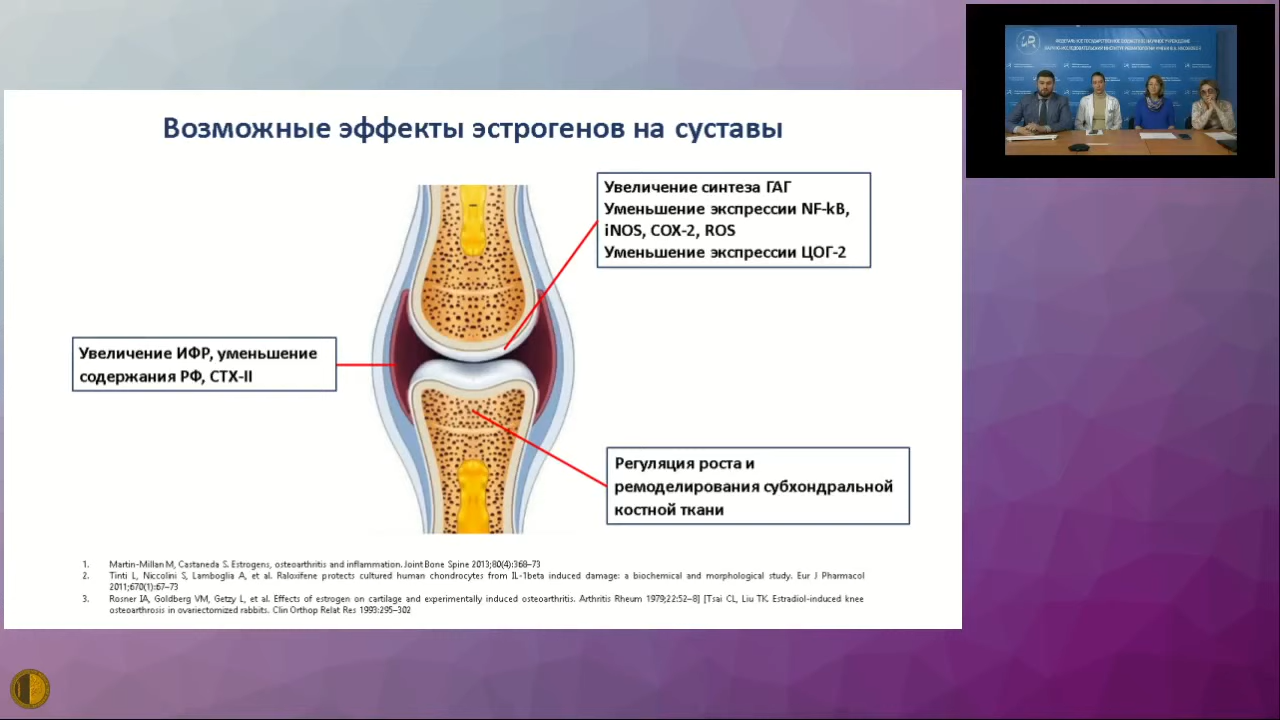 Возможные эффекты эстрогенов на суставы
Увеличение синтеза ГАГ
Уменьшение экспрессии NF-kB,
iNOS, COX-2, ROS
Уменьшение экспрессии ЦОГ-2
Увеличение ИФР, уменьшение
содержания РФ, CTX-II
Регуляция роста и
ремоделирования субхондральной
костной ткани
1. Martin-Millan M, Castaneda S. Estrogens, osteoarthritis and inflammation. Joint Bone Spine 2013;80(4):368–73
2. Tinti L, Niccolini S, Lamboglia A, et al. Raloxifene protects cultured human chondrocytes from IL-1beta induced damage: a biochemical and morphological study. Eur J Pharmacol
2011;670(1):67–73
3. Rosner IA, Goldberg VM, Getzy L, et al. Effects of estrogen on cartilage and experimentally induced osteoarthritis. Arthritis Rheum 1979;22:52–8] [Tsai CL, Liu TK. Estradiol-induced knee
osteoarthrosis in ovariectomized rabbits. Clin Orthop Relat Res 1993:295–302